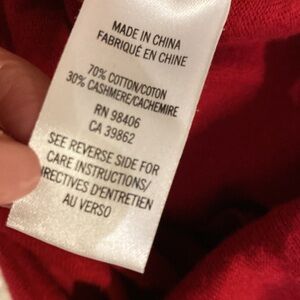 MADE IN CHINA
FABRIQUÉ EN CHINE
70% COTTON/COTON
30% CASHMERE/CACHEMIRE
RN 98406
CA 39862
SEE REVERSE SIDE FOR
CARE INSTRUCTIONS/
DIRECTIVES D'ENTRETIEN
AU VERSO